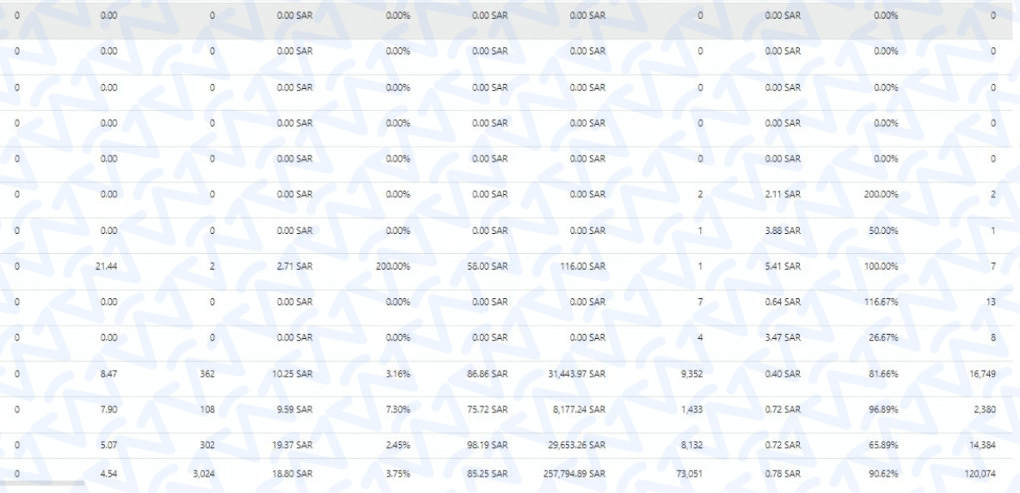 0 0.00 0 0.00 SAR 0.00% 0.00 SAR 0.00 SAR 0 0.00 SAR 0.00% 0
0 0.00 0 0.00 SAR 0.00% 0.00 SAR 0.00 SAR 0 0.00 SAR 0.00% 0
0 0.00 0 0.00 SAR 0.00% 0.00 SAR 0.00 SAR 0 0.00 SAR 0.00% 0
0 0.00 0 0.00 SAR 0.00% 0.00 SAR 0.00 SAR 0 0.00 SAR 0.00% 0
0 0.00 0 0.00 SAR 0.00% 0.00 SAR 0.00 SAR 0 0.00 SAR 0.00% 0
0 0.00 0 0.00 SAR 0.00% 0.00 SAR 0.00 SAR 2 2.11 SAR 200.00% 2
0 0.00 0 0.00 SAR 0.00% 0.00 SAR 0.00 SAR 1 3.88 SAR 50.00% 1
0 21.44 2 2.71 SAR 200.00% 58.00 SAR 116.00 SAR 1 5.41 SAR 100.00% 7
0 0.00 0 0.00 SAR 0.00% 0.00 SAR 0.00 SAR 7 0.64 SAR 116.67% 13
0 0.00 0 0.00 SAR 0.00% 0.00 SAR 0.00 SAR 4 3.47 SAR 26.67% 8
0 8.47 362 10.25 SAR 3.16% 86.86 SAR 31,443.97 SAR 9,352 0.40 SAR 81.66% 16,749
0 7.90 108 9.59 SAR 7.30% 75.72 SAR 8,177.24 SAR 1,433 0.72 SAR 96.89% 2,380
0 5.07 302 19.37 SAR 2.45% 98.19 SAR 29,653.26 SAR 8,132 0.72 SAR 65.89% 14,384
0 4.54 3,024 18.80 SAR 3.75% 85.25 SAR 257,794.89 SAR 73,051 0.78 SAR 90.62% 120,074